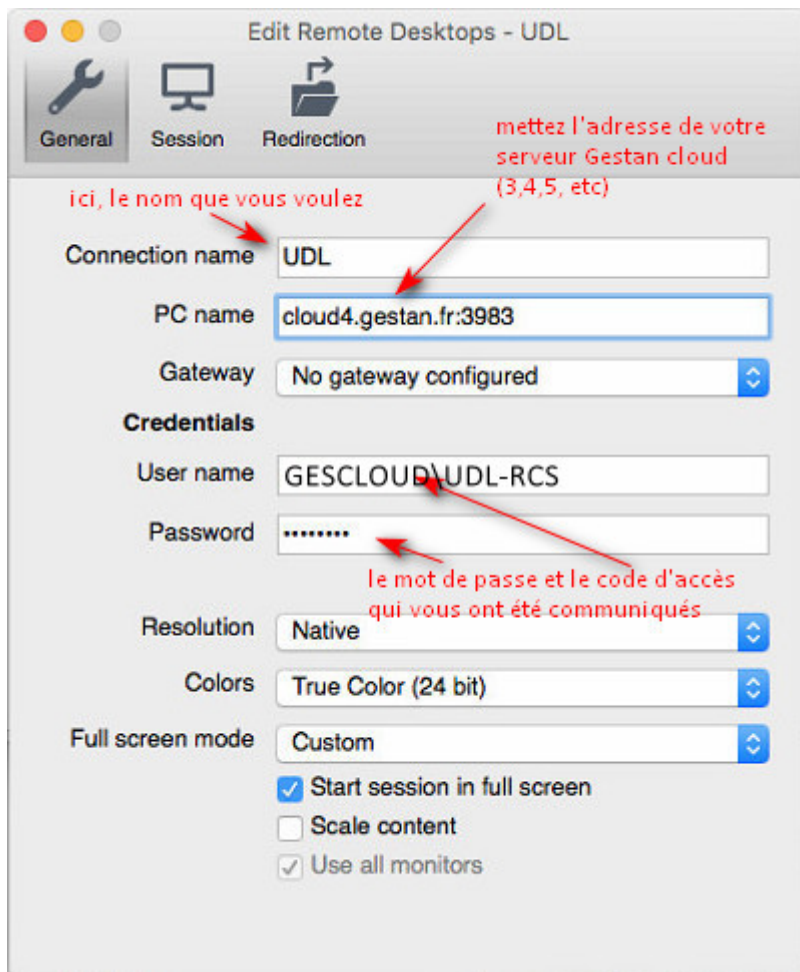 Edit Remote Desktops - UDL
General
Session
Redirection
mettez l'adresse de votre
serveur Gestan cloud
(3,4,5, etc)
ici, le nom que vous voulez
Connection name
UDL
PC name
cloud4.gestan.fr:3983
Gateway
No gateway configured
Credentials
User name
GESCLOUD\UDL-RCS
Password
••••••••
le mot de passe et le code d'accès
qui vous ont été communiqués
Resolution
Native
Colors
True Color (24 bit)
Full screen mode
Custom
Start session in full screen
Scale content
Use all monitors